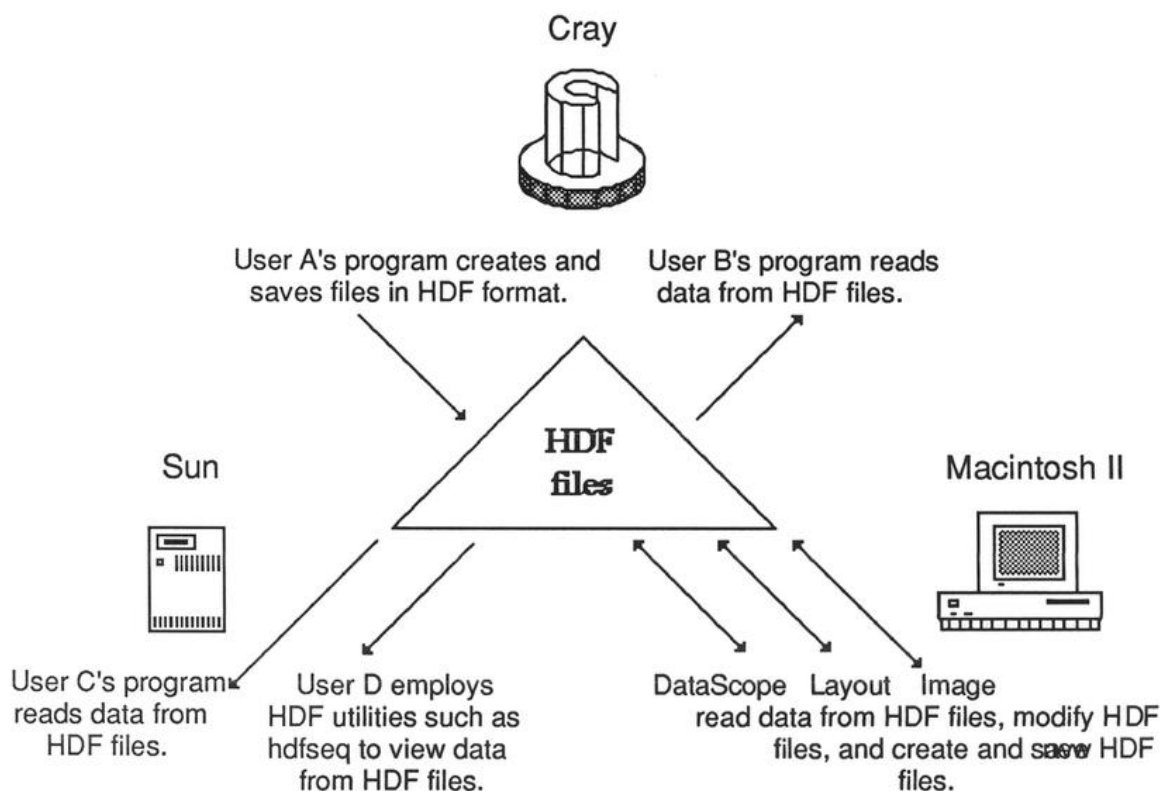 Cray
User A's program creates and
saves files in HDF format.
User B's program reads
data from HDF files.
HDF
files
Sun
Macintosh II
User C's program
reads data from
HDF files.
User D employs
HDF utilities such as
hdfseq to view data
from HDF files.
DataScope Layout Image
read data from HDF files, modify HDF
files, and create and save new HDF
files.